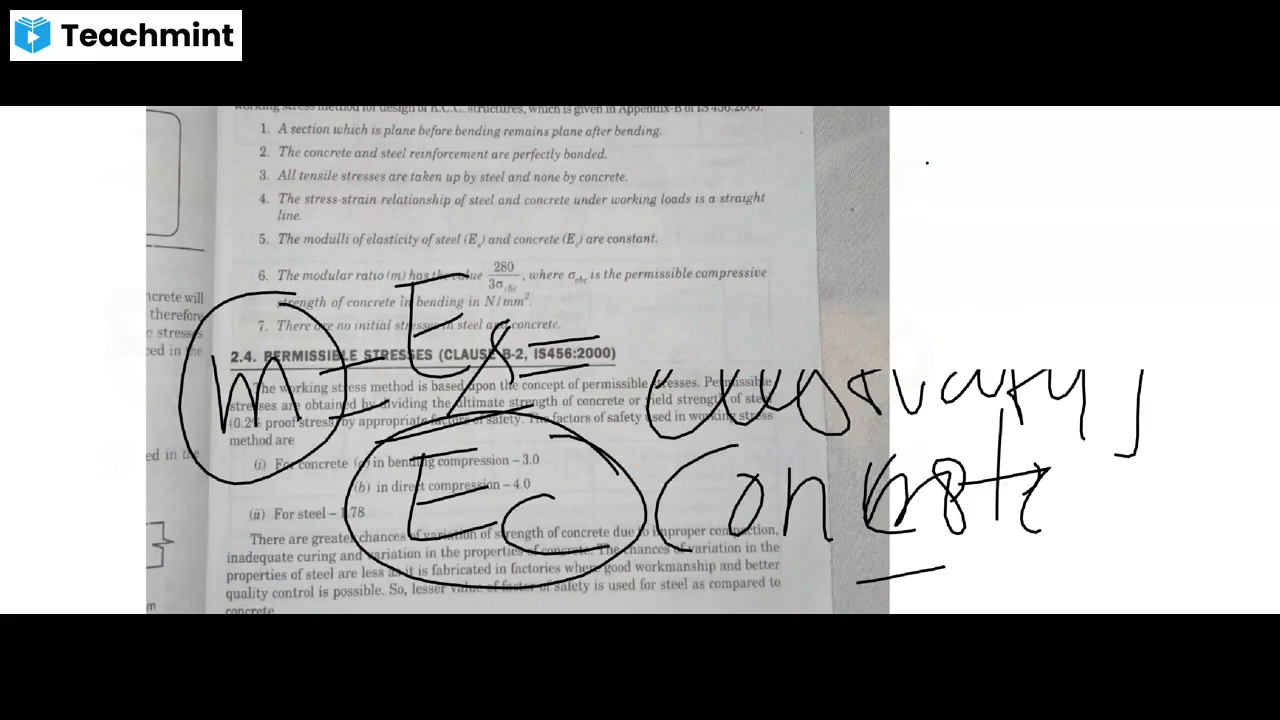 Teachmint
working stress method for design of R.C.C. structures, which is given in Appendix-B of IS 456:2000.
1. A section which is plane before bending remains plane after bending.
2. The concrete and steel reinforcement are perfectly bonded.
3. All tensile stresses are taken up by steel and none by concrete.
4. The stress-strain relationship of steel and concrete under working loads is a straight
line.
5. The modulli of elasticity of steel (Es) and concrete (Ec) are constant.
6. The modular ratio (m) has the value 280/3σcbc, where σcbc is the permissible compressive
strength of concrete in bending in N/mm².
7. There are no initial stresses in steel and concrete.
2.4. PERMISSIBLE STRESSES (CLAUSE B-2, IS456:2000)
The working stress method is based upon the concept of permissible stresses. Permissible
stresses are obtained by dividing the ultimate strength of concrete or yield strength of steel
(0.2% proof stress) by appropriate factors of safety. The factors of safety used in working stress
method are
(i) For concrete (a) in bending compression – 3.0
(b) in direct compression – 4.0
(ii) For steel – 1.78
There are greater chances of variation of strength of concrete due to improper compaction,
inadequate curing and variation in the properties of concrete. The chances of variation in the
properties of steel are less as it is fabricated in factories where good workmanship and better
quality control is possible. So, lesser value of factor of safety is used for steel as compared to
concrete
ncrete will
therefore
e stresses
ced in the
ed in the
m
m = Es =
Ec